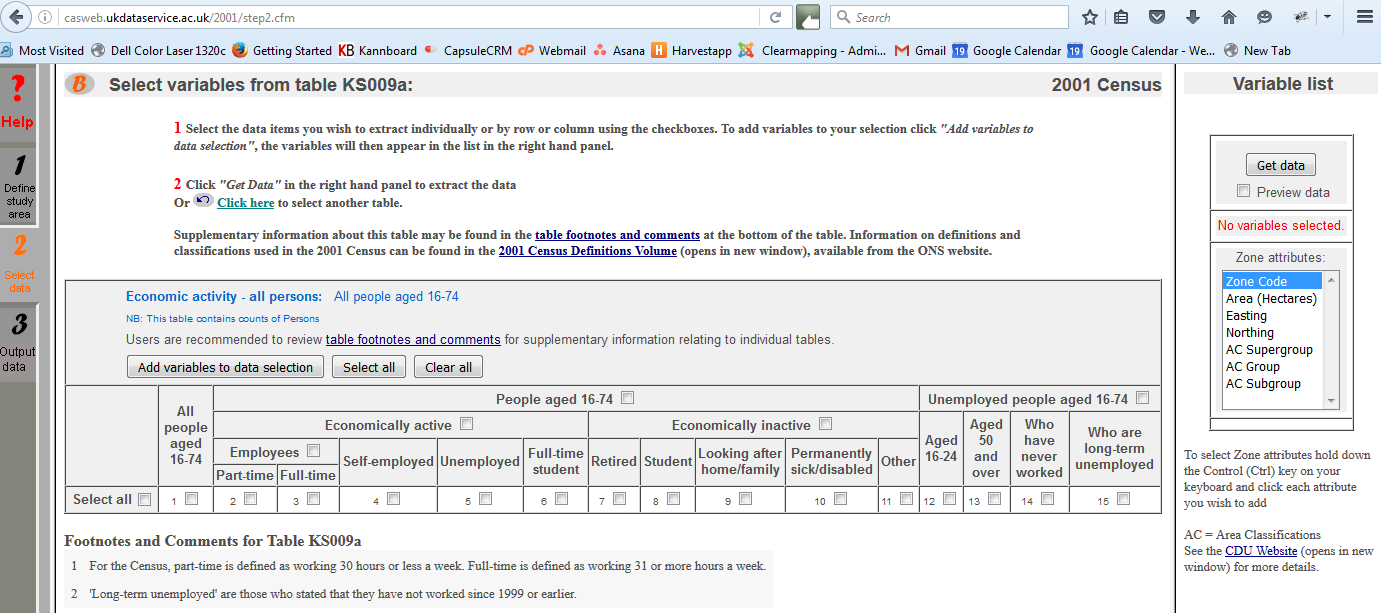 casweb.ukdataservice.ac.uk/2001/step2.cfm
Search
Most Visited Dell Color Laser 1320c Getting Started KB Kannboard CapsuleCRM cP Webmail Asana H Harvestapp Clearmapping - Admi... Gmail 19 Google Calendar 19 Google Calendar - We... New Tab
?
Help
1
Define
study
area
2
Select
data
3
Output
data
B Select variables from table KS009a: 2001 Census
1 Select the data items you wish to extract individually or by row or column using the checkboxes. To add variables to your selection click "Add variables to
data selection", the variables will then appear in the list in the right hand panel.
2 Click "Get Data" in the right hand panel to extract the data
Or Click here to select another table.
Supplementary information about this table may be found in the table footnotes and comments at the bottom of the table. Information on definitions and
classifications used in the 2001 Census can be found in the 2001 Census Definitions Volume (opens in new window), available from the ONS website.
Economic activity - all persons: All people aged 16-74
NB: This table contains counts of Persons
Users are recommended to review table footnotes and comments for supplementary information relating to individual tables.
Add variables to data selection Select all Clear all
All
people
aged
16-74
People aged 16-74
Unemployed people aged 16-74
Economically active
Economically inactive
Employees
Part-time
Full-time
Self-employed
Unemployed
Full-time
student
Retired
Student
Looking after
home/family
Permanently
sick/disabled
Other
Aged
16-24
Aged
50
and
over
Who
have
never
worked
Who are
long-term
unemployed
Select all 1 2 3 4 5 6 7 8 9 10 11 12 13 14 15
Footnotes and Comments for Table KS009a
1 For the Census, part-time is defined as working 30 hours or less a week. Full-time is defined as working 31 or more hours a week.
2 'Long-term unemployed' are those who stated that they have not worked since 1999 or earlier.
Variable list
Get data
Preview data
No variables selected.
Zone attributes:
Zone Code
Area (Hectares)
Easting
Northing
AC Supergroup
AC Group
AC Subgroup
To select Zone attributes hold down
the Control (Ctrl) key on your
keyboard and click each attribute
you wish to add
AC = Area Classifications
See the CDU Website (opens in new
window) for more details.